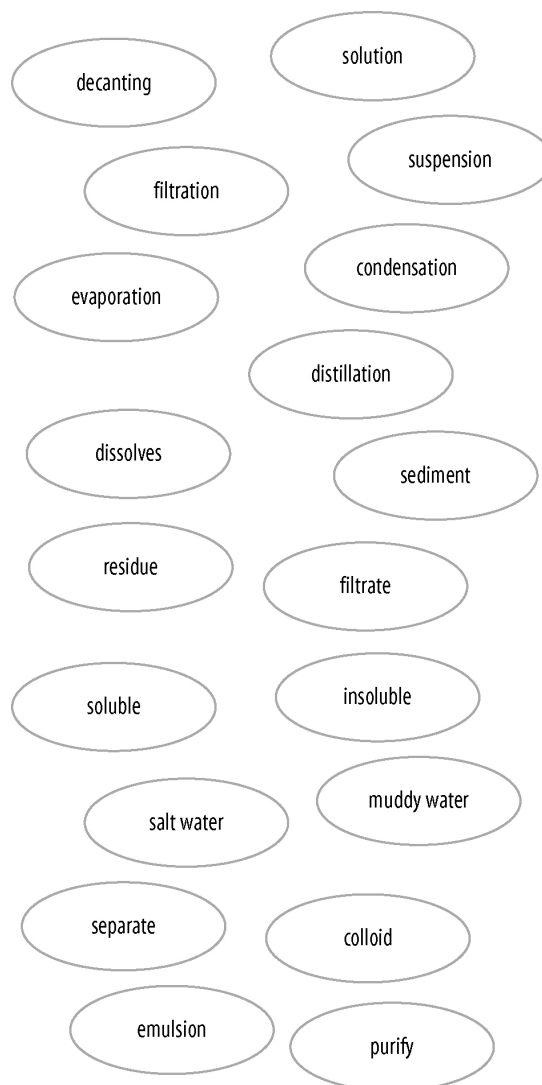 solution
decanting
suspension
filtration
condensation
evaporation
distillation
dissolves
sediment
residue
filtrate
insoluble
soluble
muddy water
salt water
separate
colloid
emulsion
purify